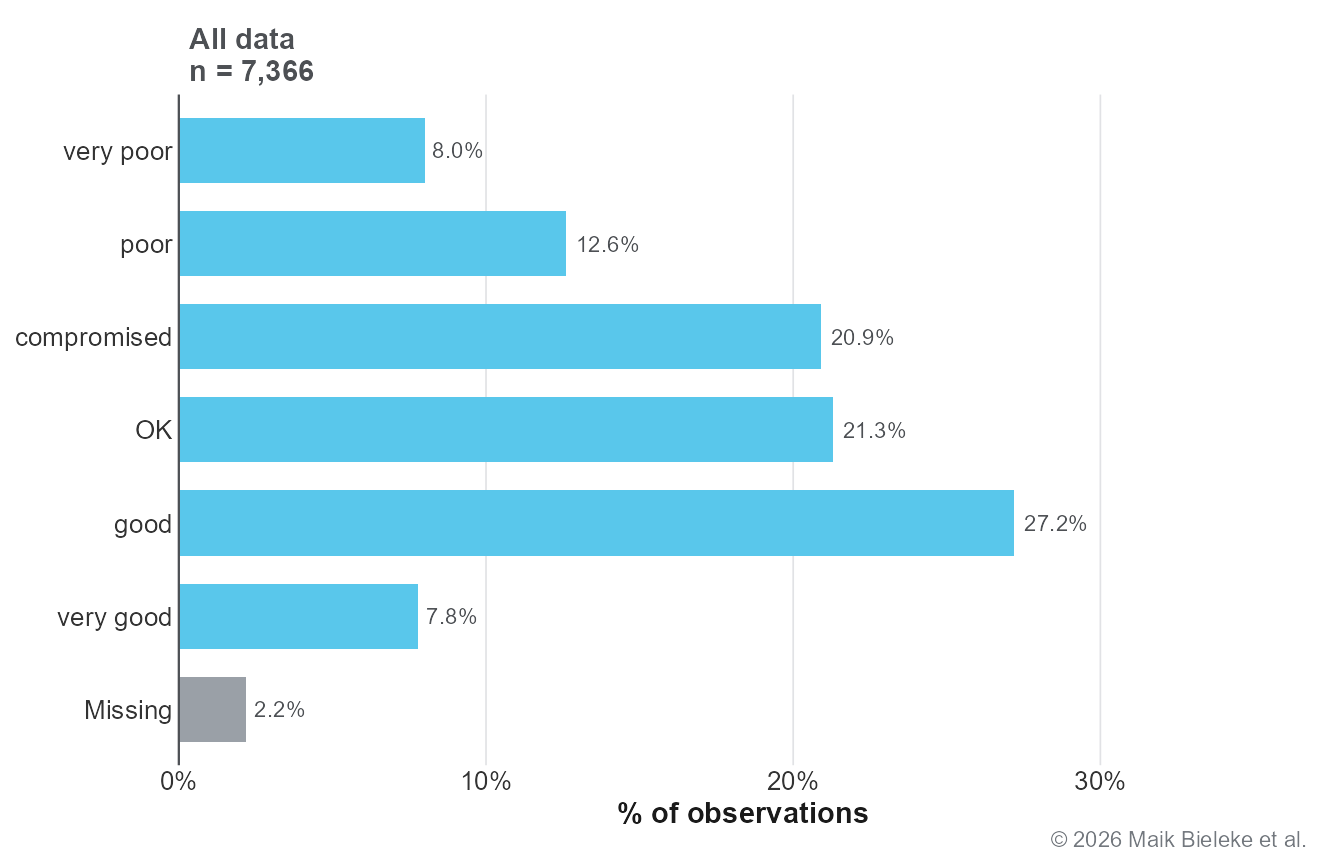 All data
n = 7,366
very poor
8.0%
poor
12.6%
compromised
20.9%
OK
21.3%
good
27.2%
very good
7.8%
Missing
2.2%
0%
10%
20%
30%
% of observations
© 2026 Maik Bieleke et al.